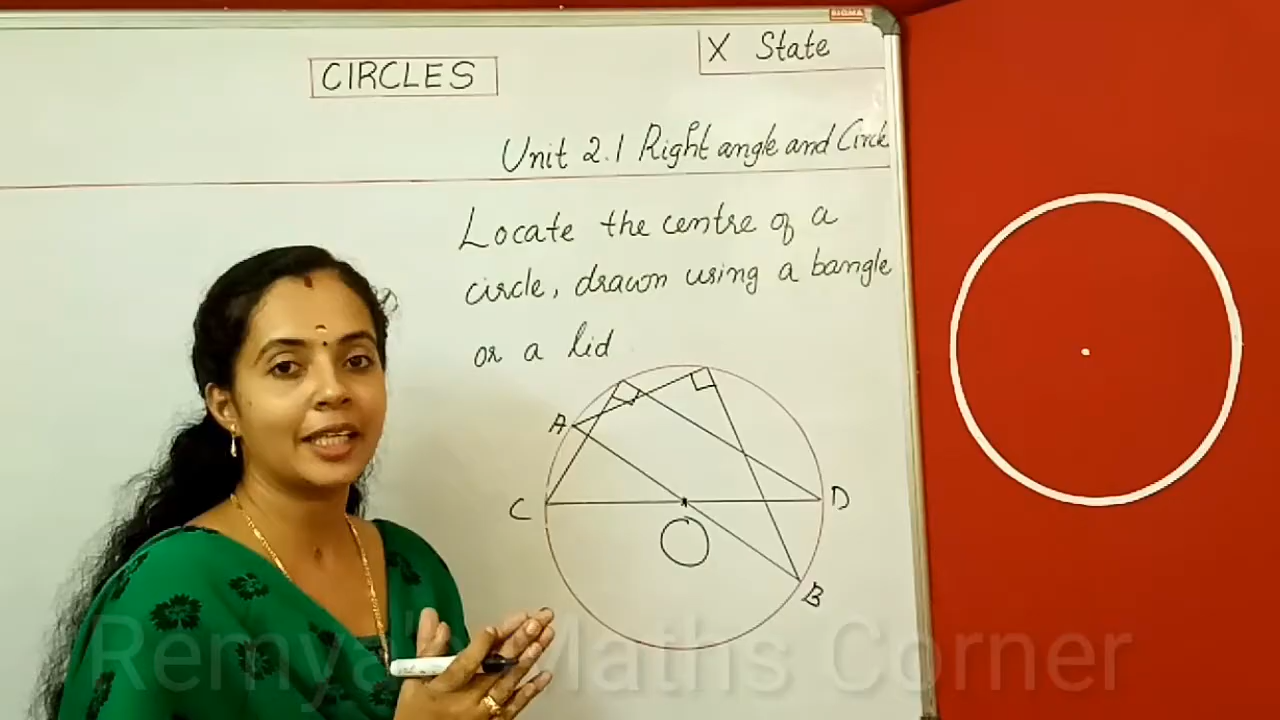 SIGMA
X State
CIRCLES
Unit 2.1 Right angle and Circle
Locate the centre of a
circle, drawn using a bangle
or a lid
A
C
D
O
B
Remya's Maths Corner